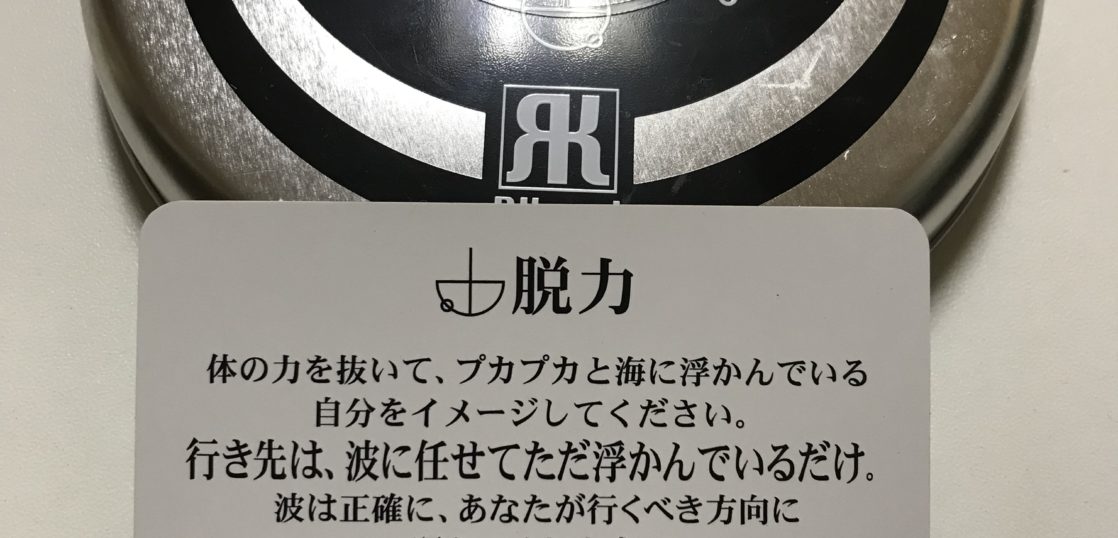 RK
脱力
体の力を抜いて、プカプカと海に浮かんでいる
自分をイメージしてください。
行き先は、波に任せてただ浮かんでいるだけ。
波は正確に、あなたが行くべき方向に